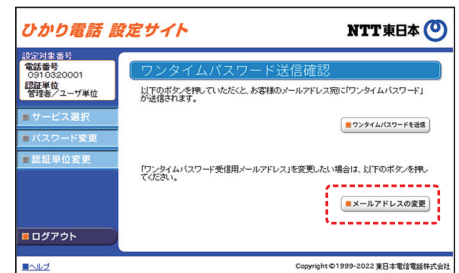 ひかり電話 設定サイト
NTT東日本
設定対象番号
電話番号
0910320001
認証単位
管理者／ユーザ単位
サービス選択
パスワード変更
認証単位変更
ログアウト
ワンタイムパスワード送信確認
以下のボタンを押していただくと、お客様のメールアドレス宛に「ワンタイムパスワード」
が送信されます。
ワンタイムパスワードを送信
「ワンタイムパスワード受信用メールアドレス」を変更したい場合は、以下のボタンを押し
てください。
メールアドレスの変更
ヘルプ
Copyright © 1999-2022 東日本電信電話株式会社